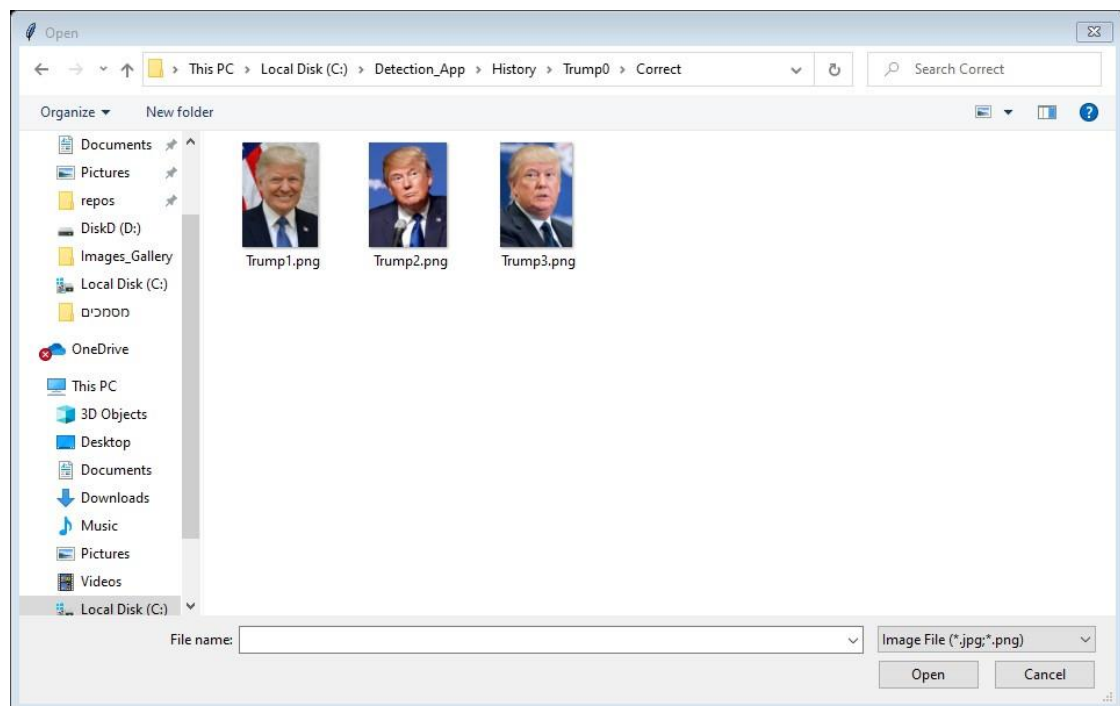 Open
This PC > Local Disk (C:) > Detection_App > History > Trump0 > Correct
Search Correct
Organize
New folder
?
Documents
Pictures
repos
DiskD (D:)
Images_Gallery
Local Disk (C:)
מסמכים
OneDrive
This PC
3D Objects
Desktop
Documents
Downloads
Music
Pictures
Videos
Local Disk (C:)
Trump1.png
Trump2.png
Trump3.png
File name:
Image File (*.jpg;*.png)
Open
Cancel